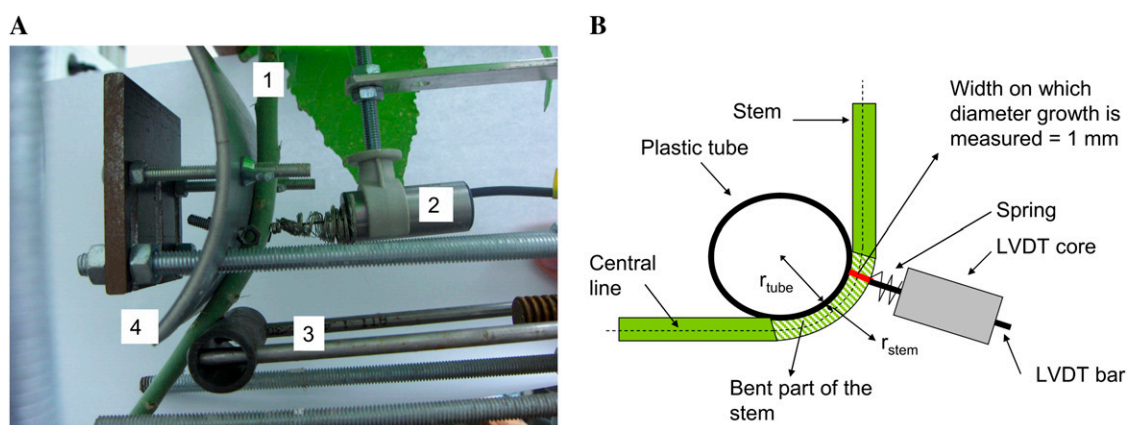 A
1
2
3
4
B
Stem
Width on which
diameter growth is
measured = 1 mm
Plastic tube
Spring
LVDT core
Central
line
r_tube
r_stem
Bent part of the
stem
LVDT bar